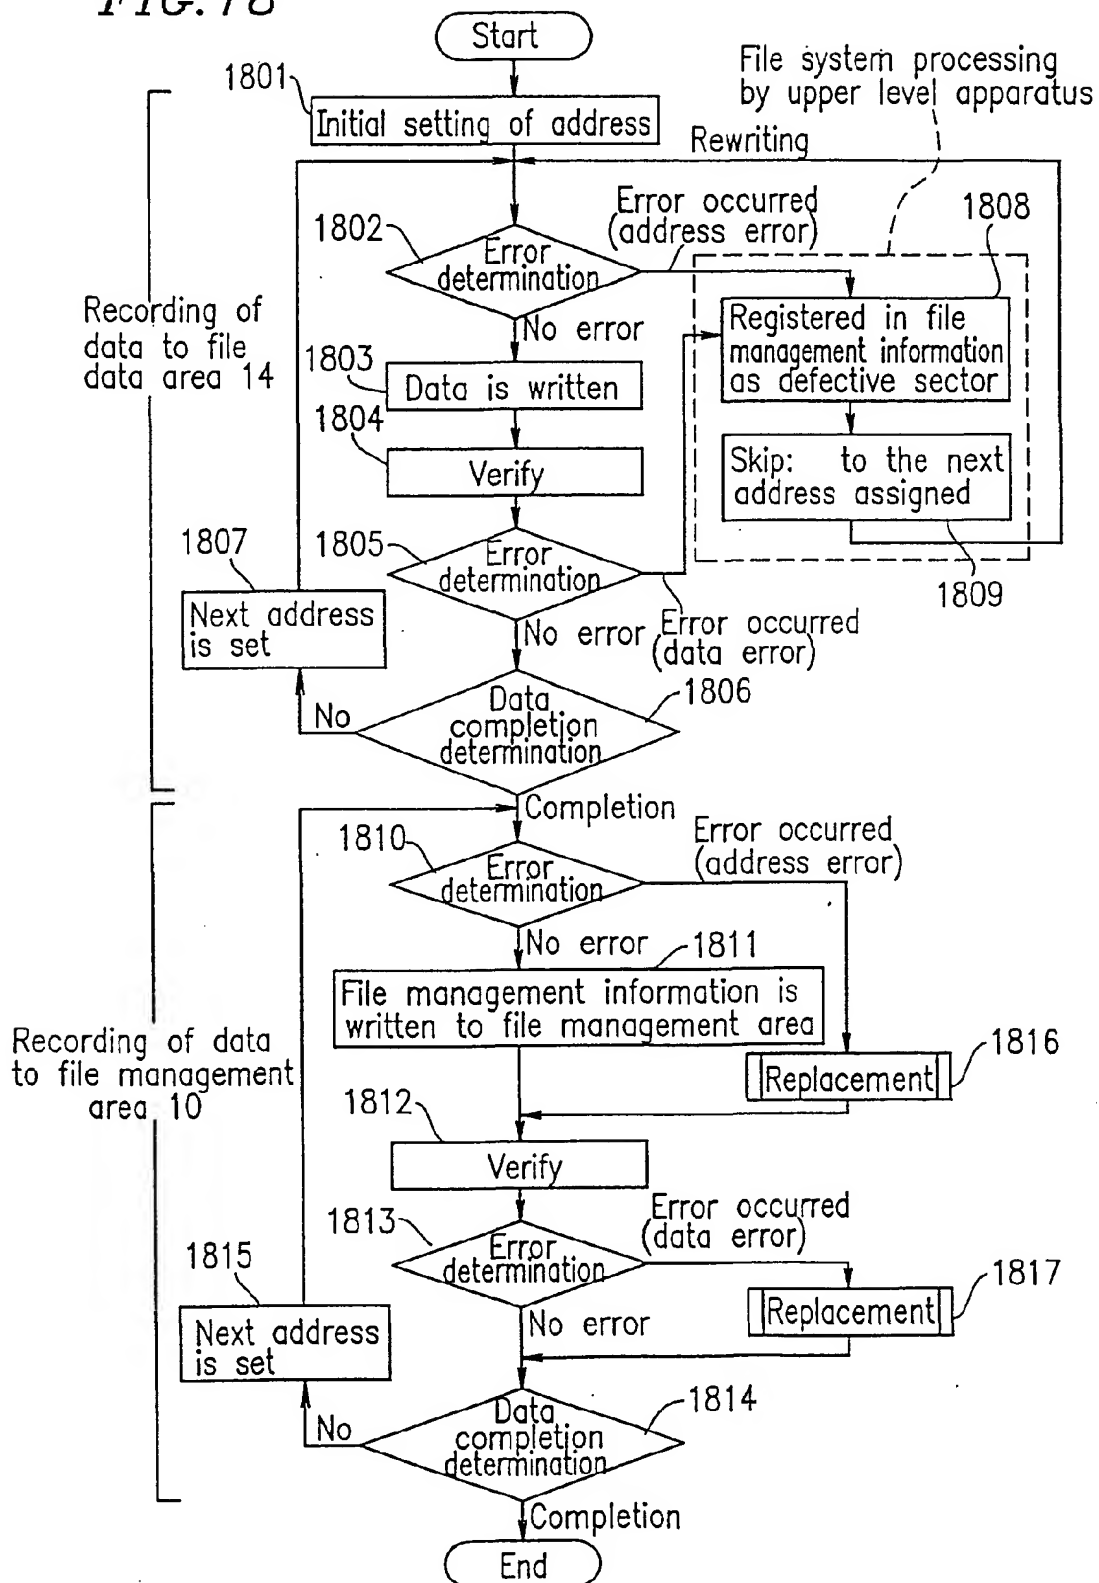 FIG. 18
Start
1801
Initial setting of address
File system processing
by upper level apparatus
Rewriting
1802
Error
determination
Error occurred
(address error)
1808
No error
Registered in file
management information
as defective sector
Recording of
data to file
data area 14
1803
Data is written
1804
Verify
Skip: to the next
address assigned
1807
Next address
is set
1805
Error
determination
1809
No error
Error occurred
(data error)
1806
No
Data
completion
determination
Completion
1810
Error
determination
Error occurred
(address error)
No error
1811
File management information is
written to file management area
Recording of data
to file management
area 10
1816
Replacement
1812
Verify
1813
Error
determination
Error occurred
(data error)
1815
Next address
is set
1817
Replacement
No error
1814
No
Data
completion
determination
Completion
End